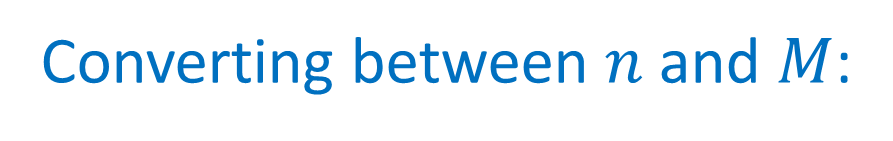 Converting between n and M: